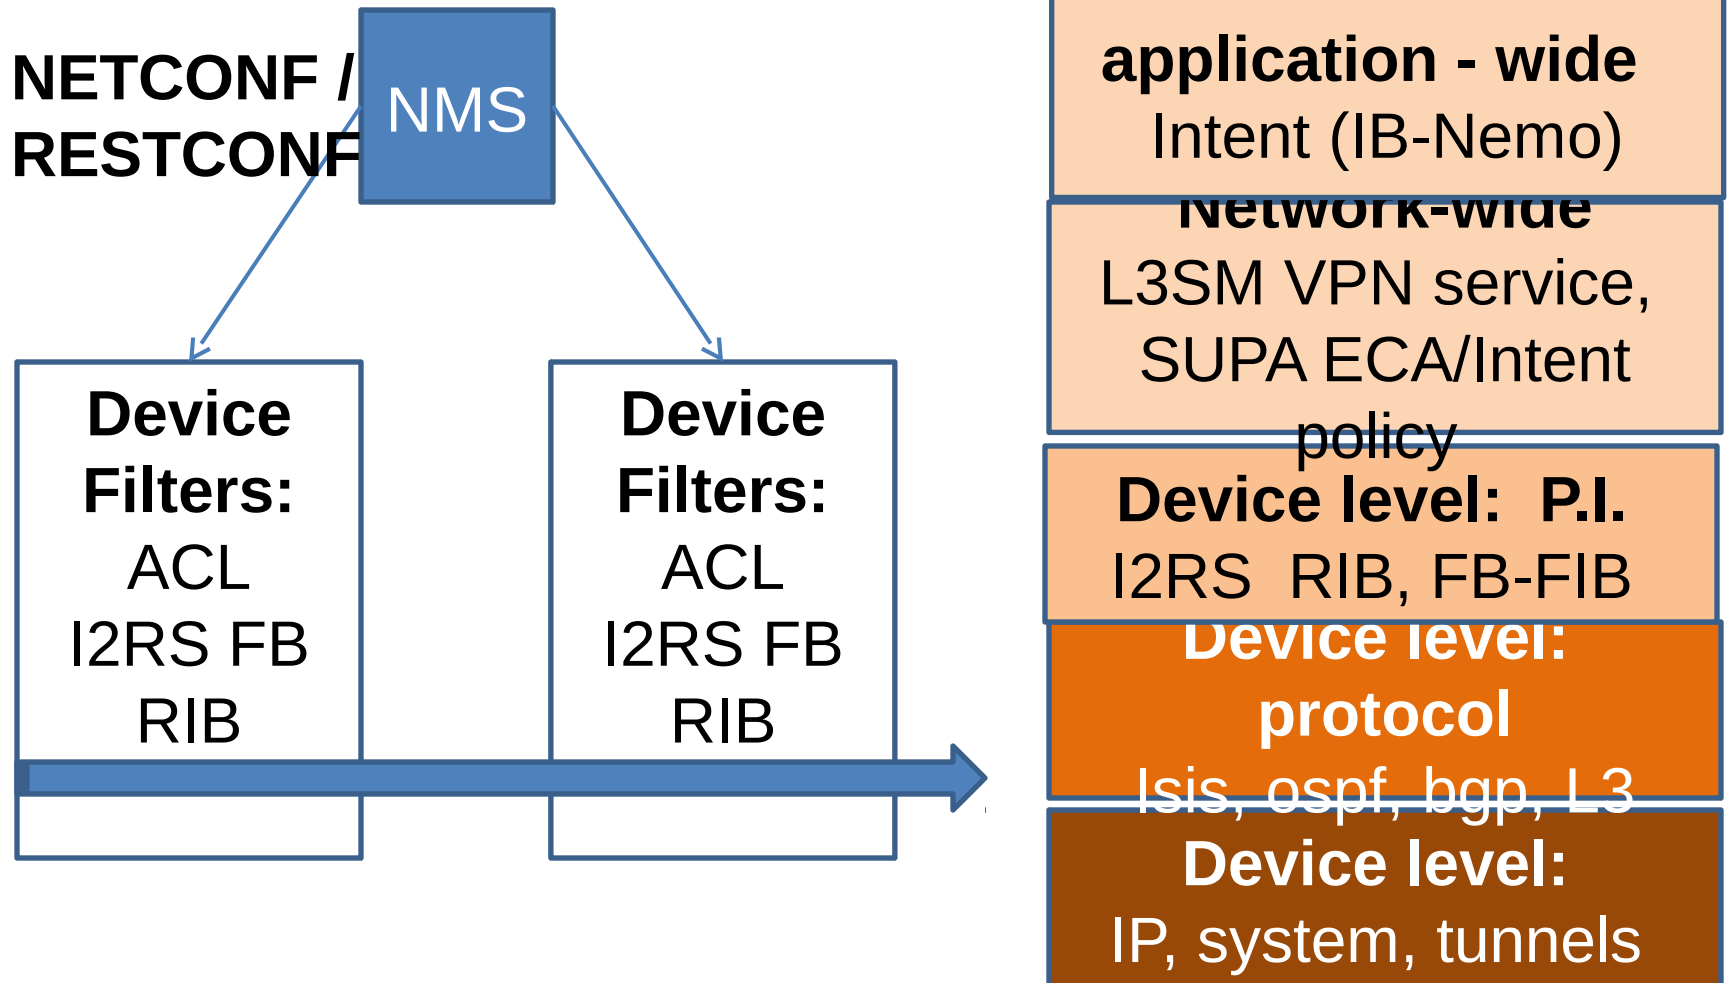 NETCONF /
RESTCONF
NMS
Device
Filters:
ACL
I2RS FB
RIB
Device
Filters:
ACL
I2RS FB
RIB
application - wide
Intent (IB-Nemo)
Network-wide
L3SM VPN service,
SUPA ECA/Intent
policy
Device level:  P.I.
I2RS  RIB, FB-FIB
Device level:
protocol
Isis, ospf, bgp, L3
Device level:
IP, system, tunnels